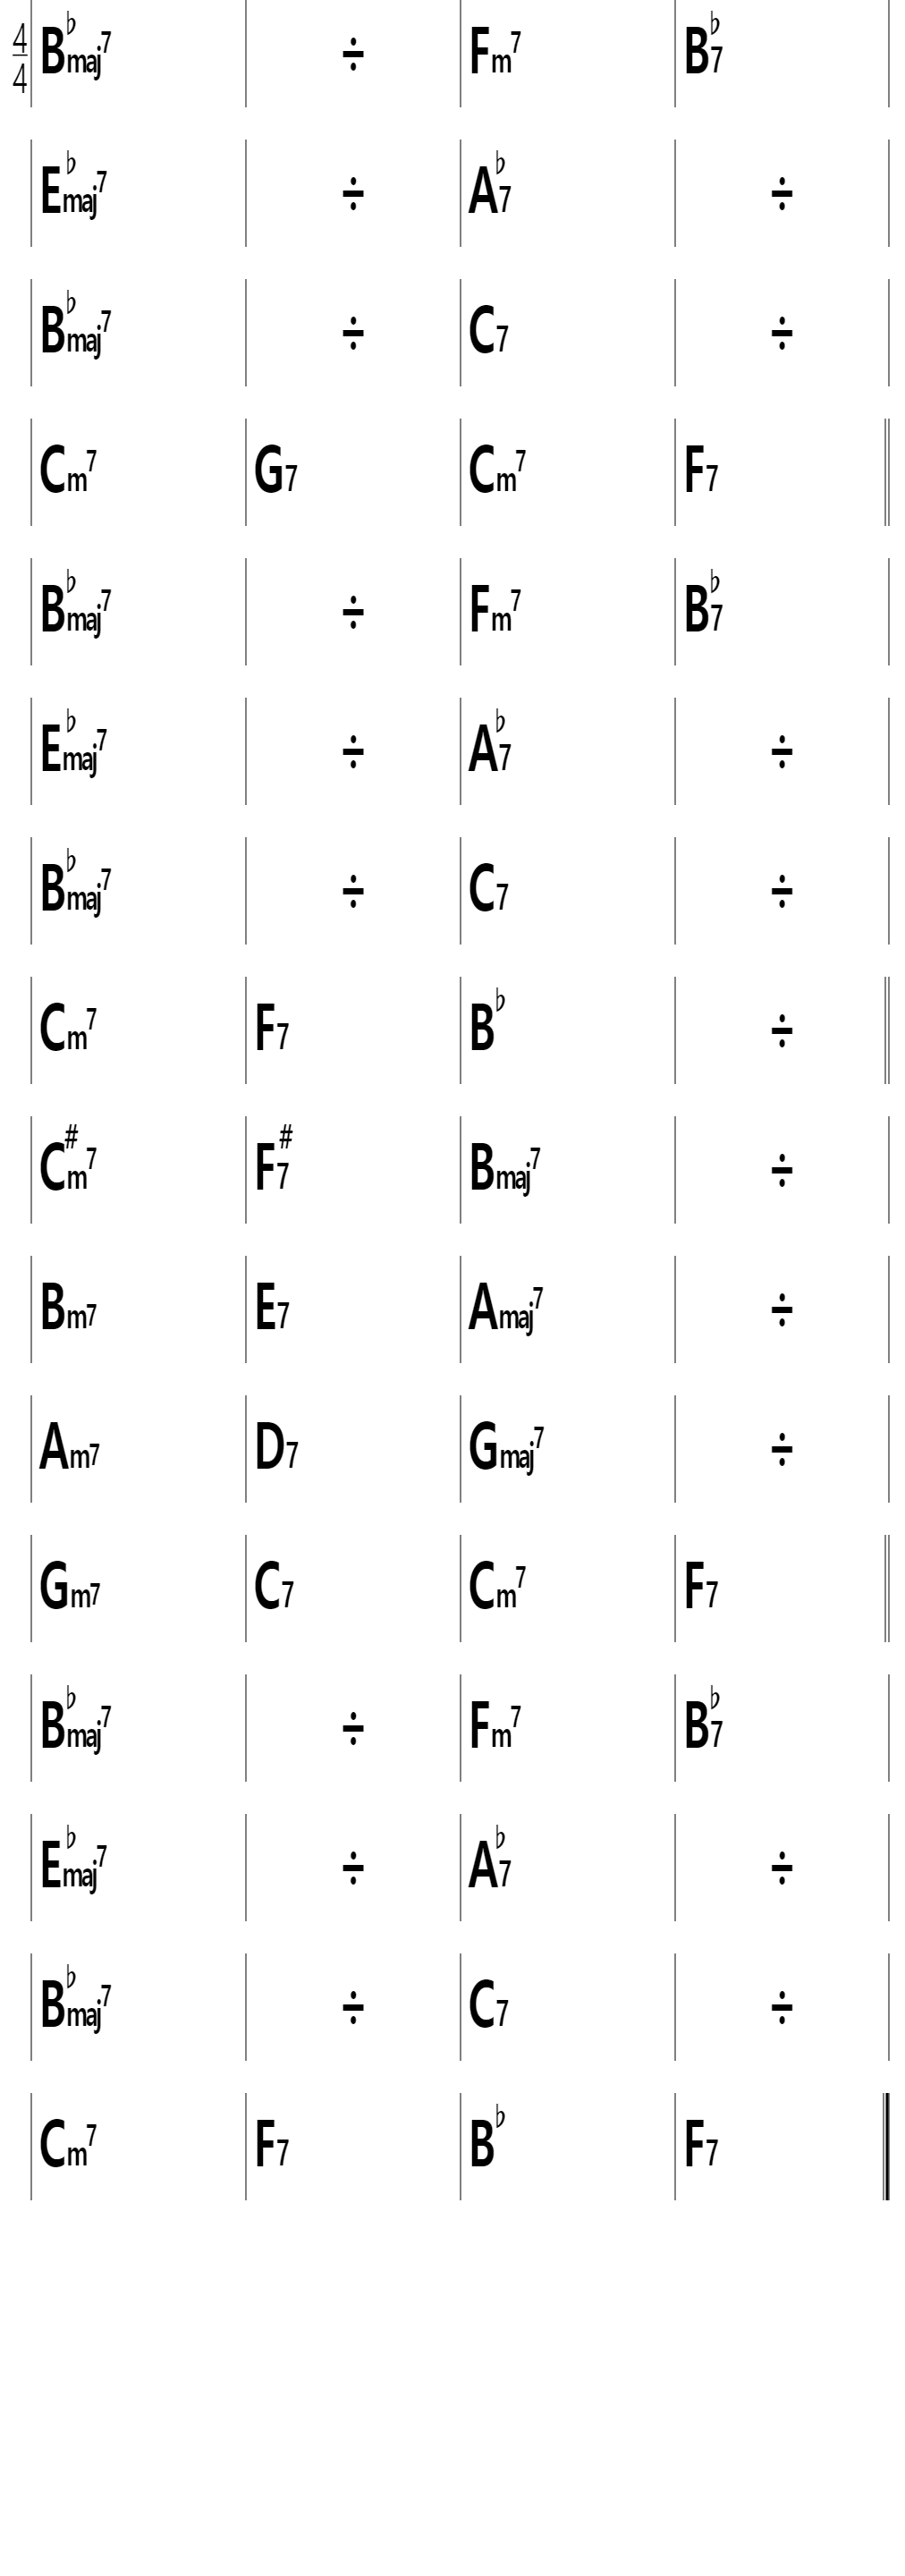 4/4 B♭maj7 ÷ Fm7 B♭7
E♭maj7 ÷ A♭7 ÷
B♭maj7 ÷ C7 ÷
Cm7 G7 Cm7 F7
B♭maj7 ÷ Fm7 B♭7
E♭maj7 ÷ A♭7 ÷
B♭maj7 ÷ C7 ÷
Cm7 F7 B♭ ÷
C#m7 F#7 Bmaj7 ÷
Bm7 E7 Amaj7 ÷
Am7 D7 Gmaj7 ÷
Gm7 C7 Cm7 F7
B♭maj7 ÷ Fm7 B♭7
E♭maj7 ÷ A♭7 ÷
B♭maj7 ÷ C7 ÷
Cm7 F7 B♭ F7